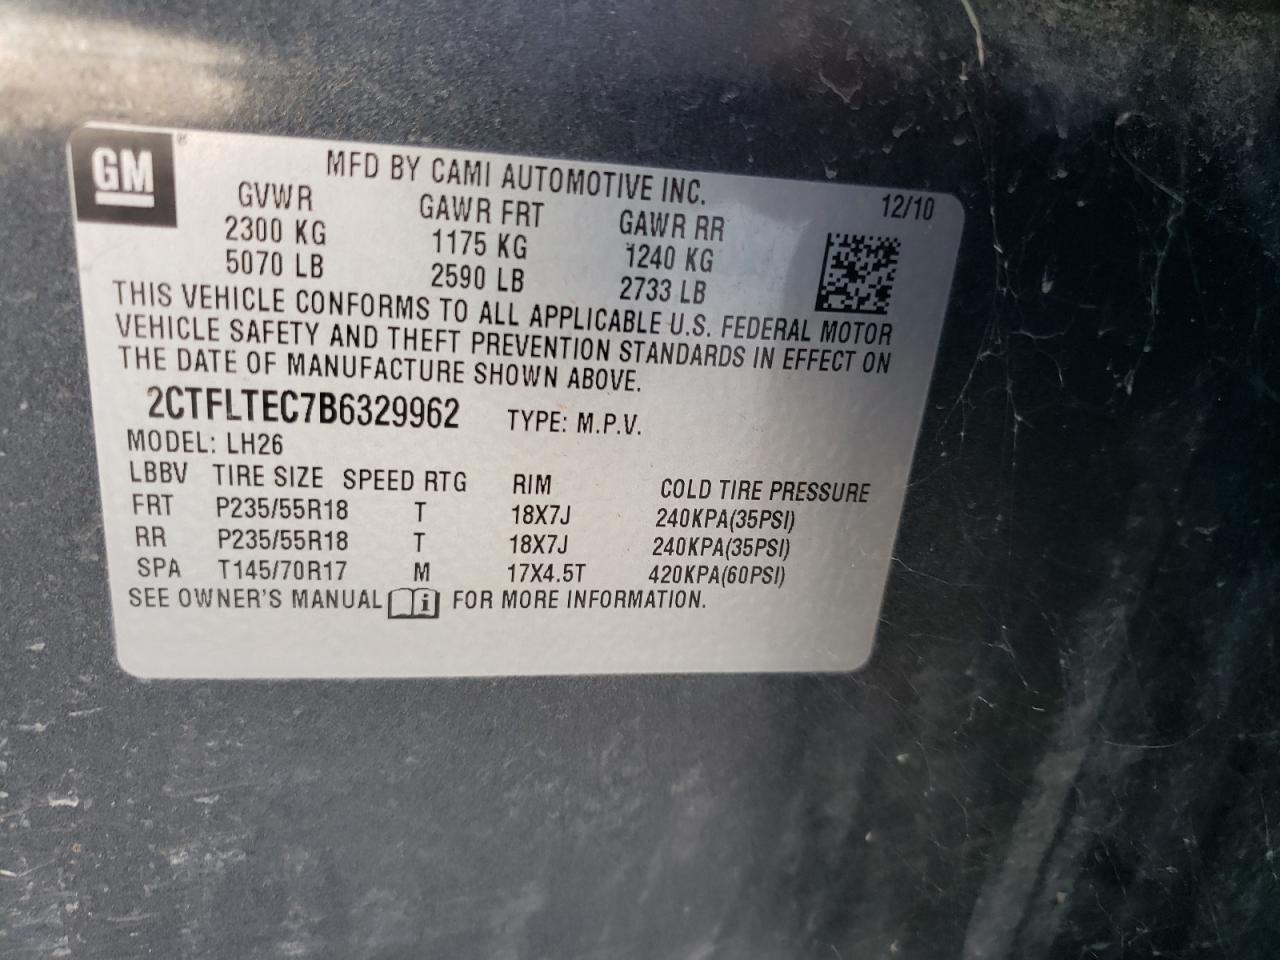 GM
®
MFD BY CAMI AUTOMOTIVE INC.
12/10
GVWR GAWR FRT GAWR RR
2300 KG 1175 KG 1240 KG
5070 LB 2590 LB 2733 LB
THIS VEHICLE CONFORMS TO ALL APPLICABLE U.S. FEDERAL MOTOR
VEHICLE SAFETY AND THEFT PREVENTION STANDARDS IN EFFECT ON
THE DATE OF MANUFACTURE SHOWN ABOVE.
2CTFLTEC7B6329962 TYPE: M.P.V.
MODEL: LH26
LBBV TIRE SIZE SPEED RTG RIM COLD TIRE PRESSURE
FRT P235/55R18 T 18X7J 240KPA(35PSI)
RR P235/55R18 T 18X7J 240KPA(35PSI)
SPA T145/70R17 M 17X4.5T 420KPA(60PSI)
SEE OWNER'S MANUAL i FOR MORE INFORMATION.